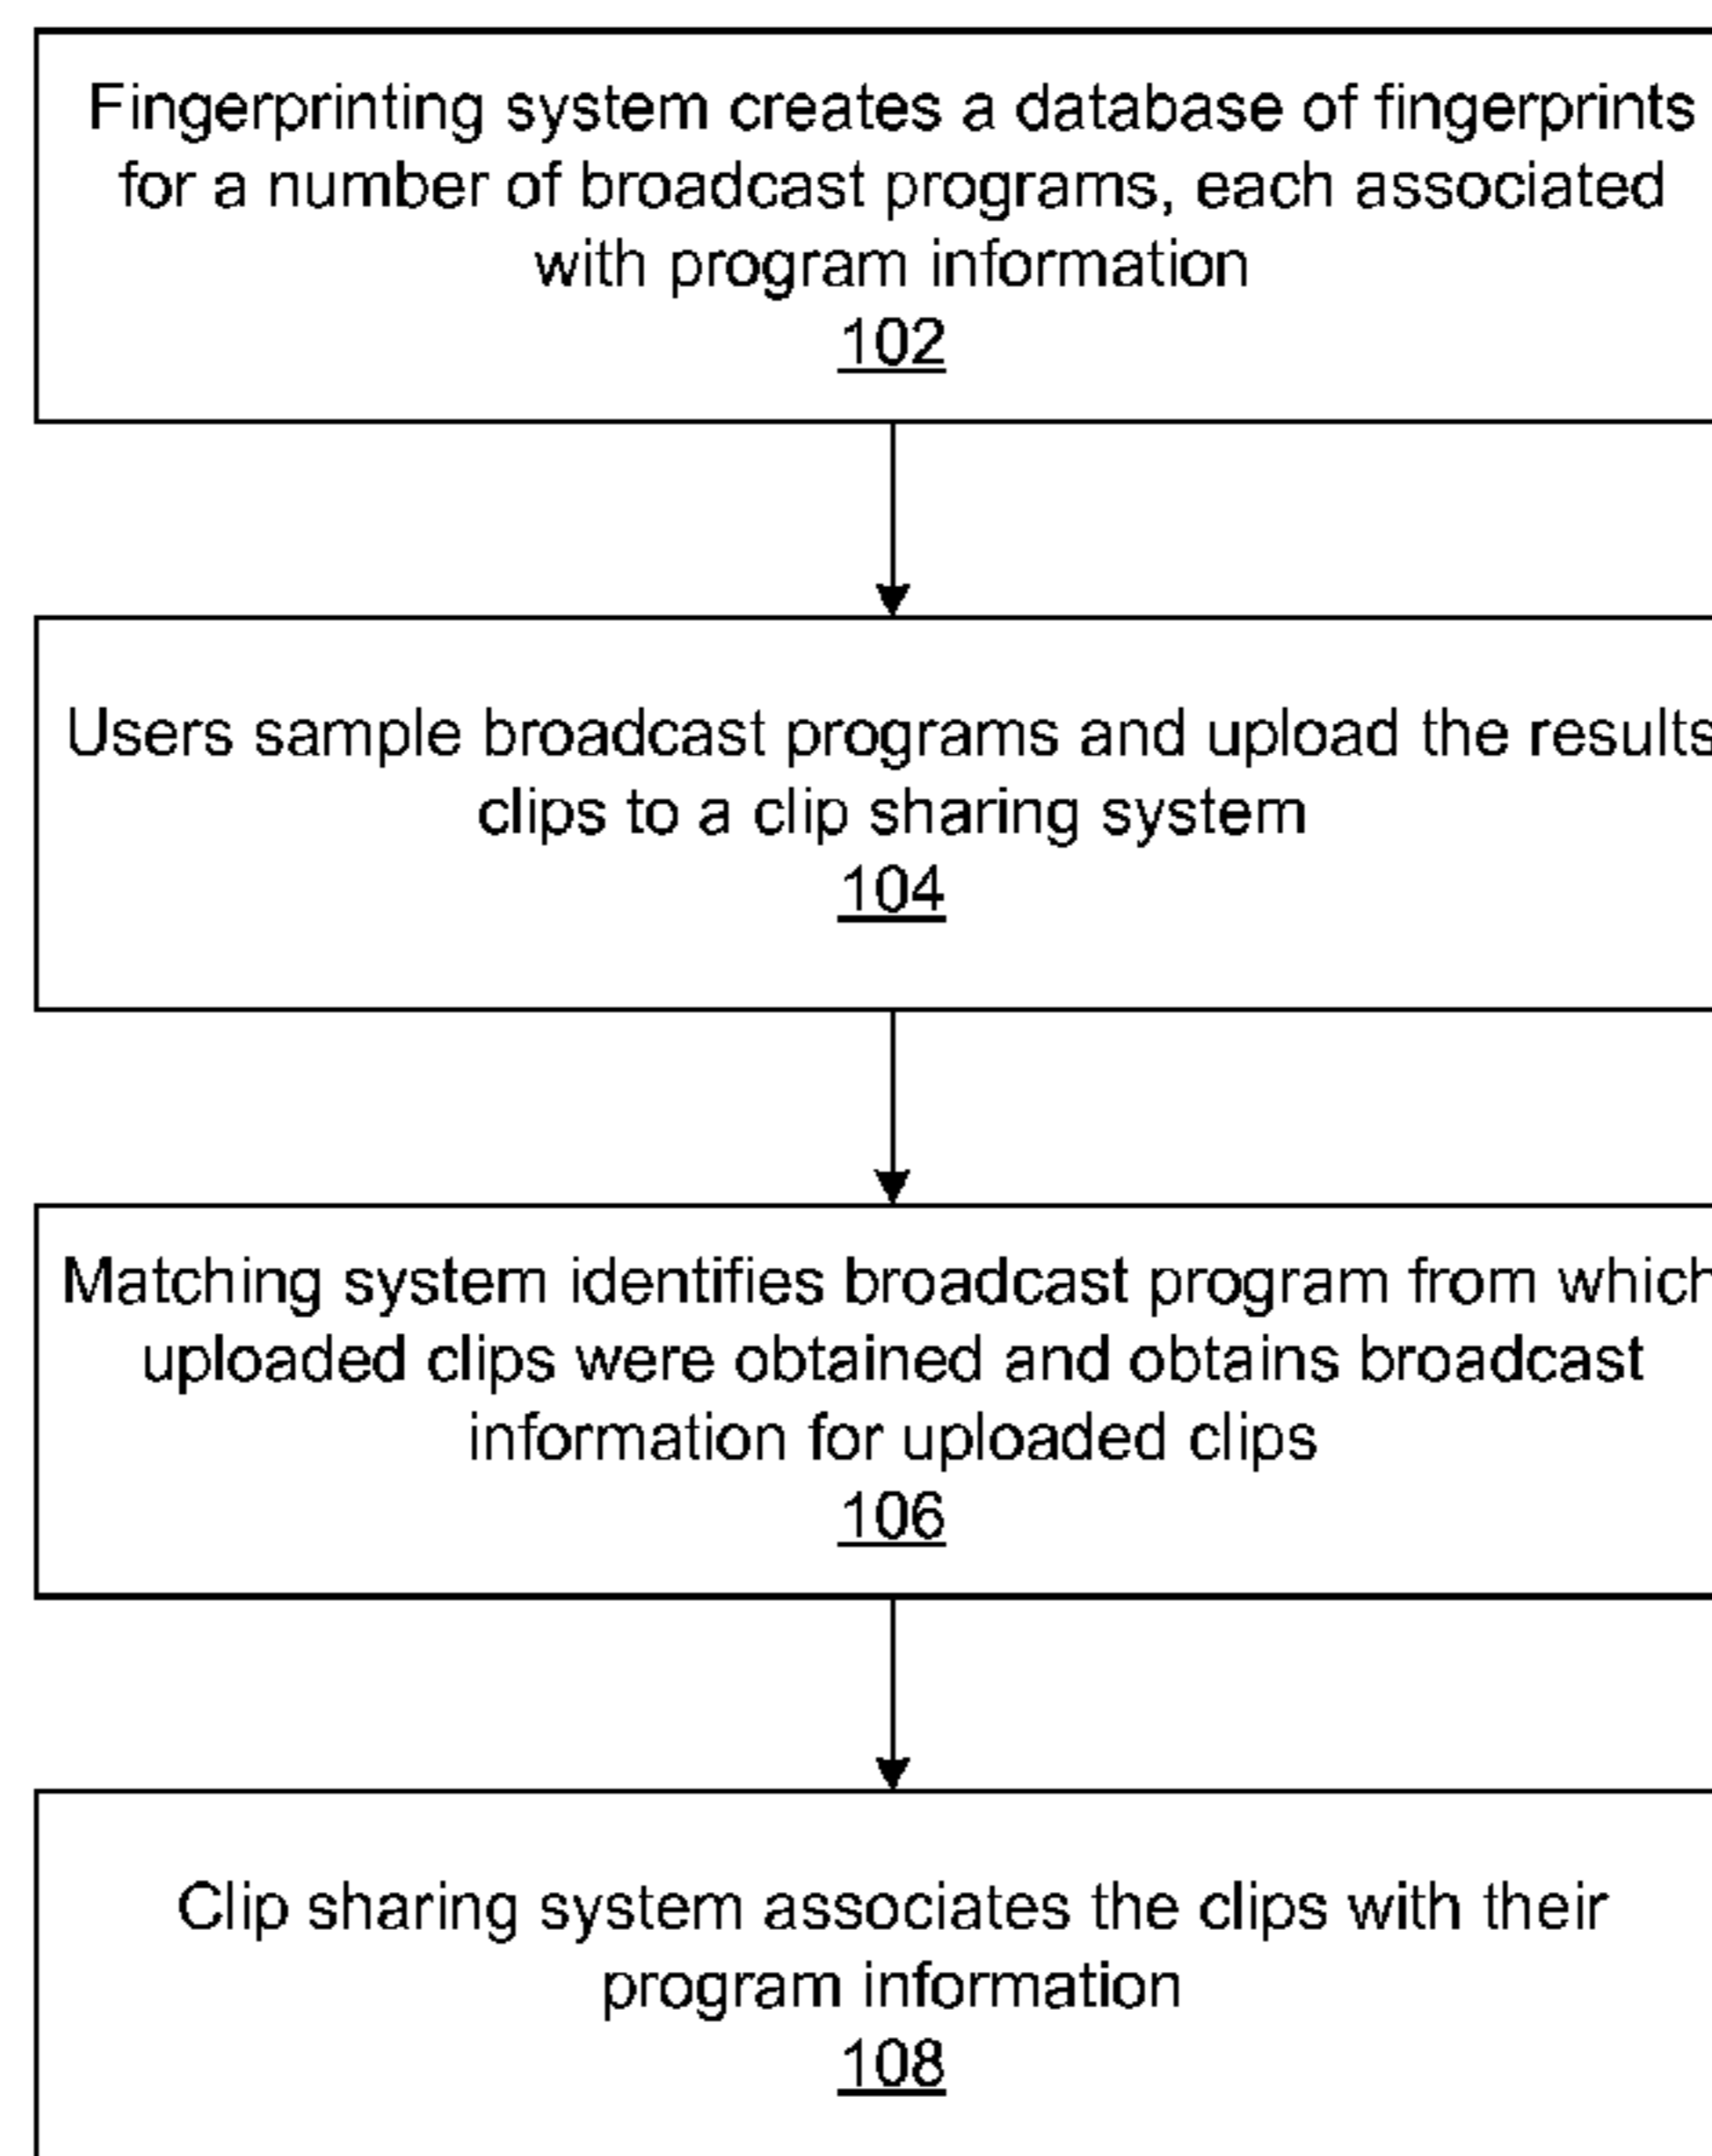 Fingerprinting system creates a database of fingerprints
for a number of broadcast programs, each associated
with program information
102
Users sample broadcast programs and upload the results
clips to a clip sharing system
104
Matching system identifies broadcast program from which
uploaded clips were obtained and obtains broadcast
information for uploaded clips
106
Clip sharing system associates the clips with their
program information
108